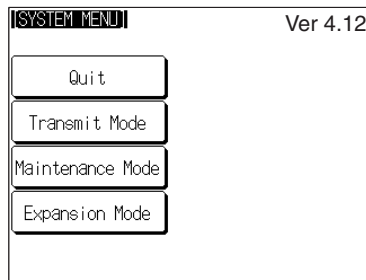 [SYSTEM MENU]
Ver 4.12
Quit
Transmit Mode
Maintenance Mode
Expansion Mode